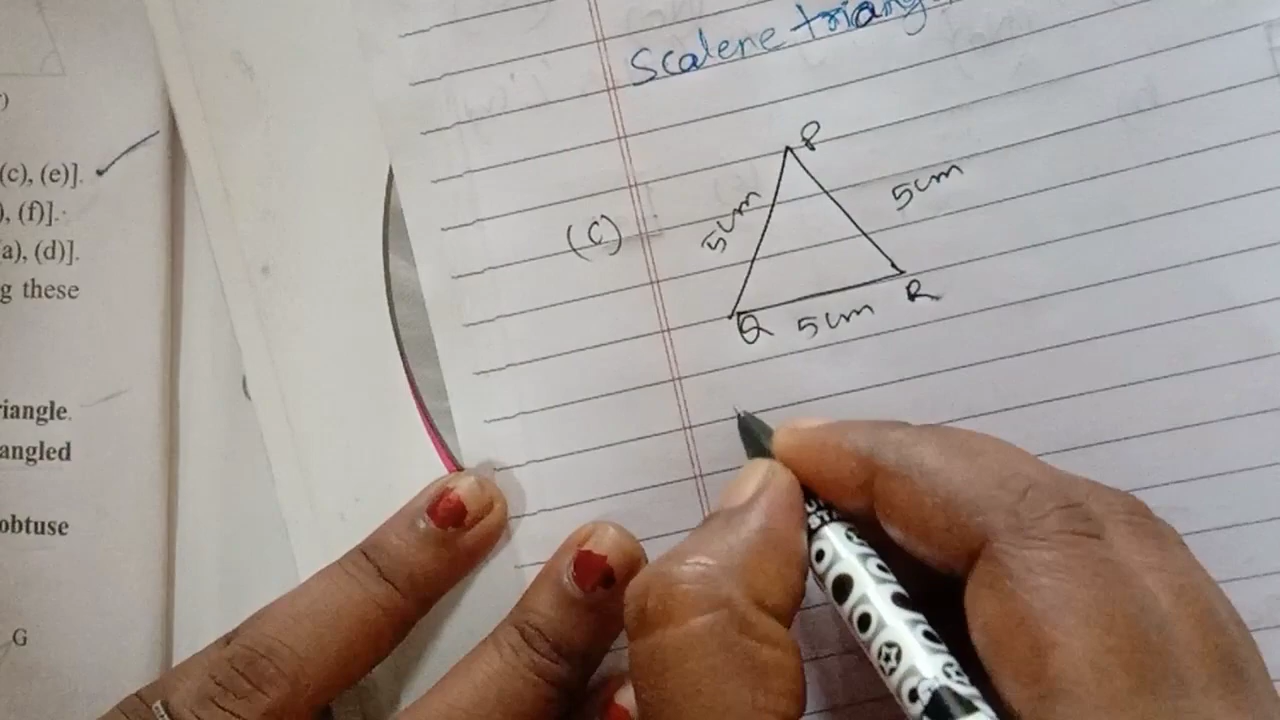 (c), (e)].
), (f)].
a), (d)].
g these
riangle.
angled
obtuse
G
Scalene triang
(C)
P
5cm
5cm
Q
5cm
R